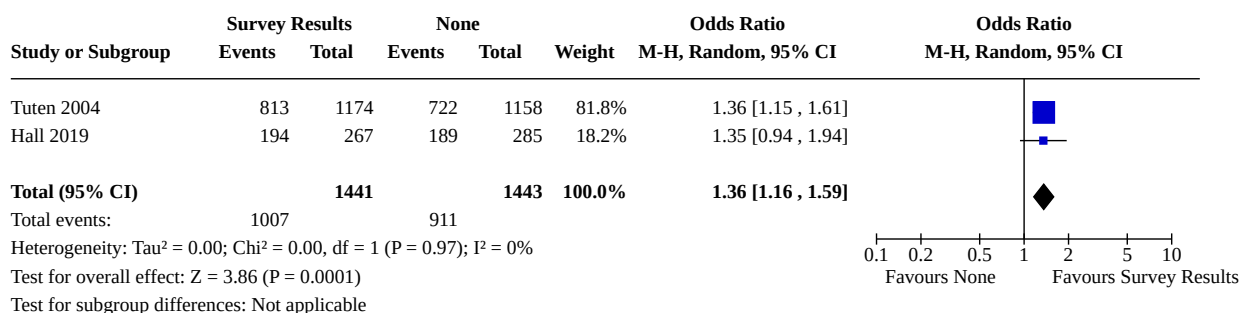 Survey Results None Odds Ratio Odds Ratio
Study or Subgroup Events Total Events Total Weight M-H, Random, 95% CI M-H, Random, 95% CI
Tuten 2004 813 1174 722 1158 81.8% 1.36 [1.15 , 1.61]
Hall 2019 194 267 189 285 18.2% 1.35 [0.94 , 1.94]
Total (95% CI) 1441 1443 100.0% 1.36 [1.16 , 1.59]
Total events: 1007 911
Heterogeneity: Tau² = 0.00; Chi² = 0.00, df = 1 (P = 0.97); I² = 0%
0.1 0.2 0.5 1 2 5 10
Test for overall effect: Z = 3.86 (P = 0.0001)
Favours None Favours Survey Results
Test for subgroup differences: Not applicable